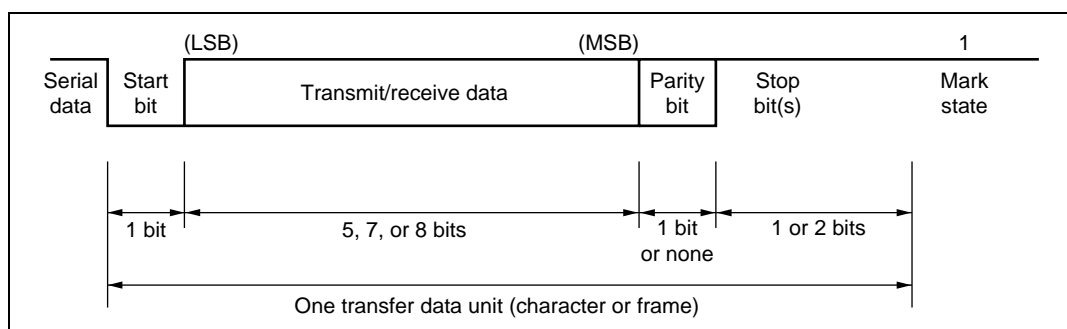 (LSB) (MSB) 1
Serial data
Start bit
Transmit/receive data
Parity bit
Stop bit(s)
Mark state
1 bit
5, 7, or 8 bits
1 bit or none
1 or 2 bits
One transfer data unit (character or frame)